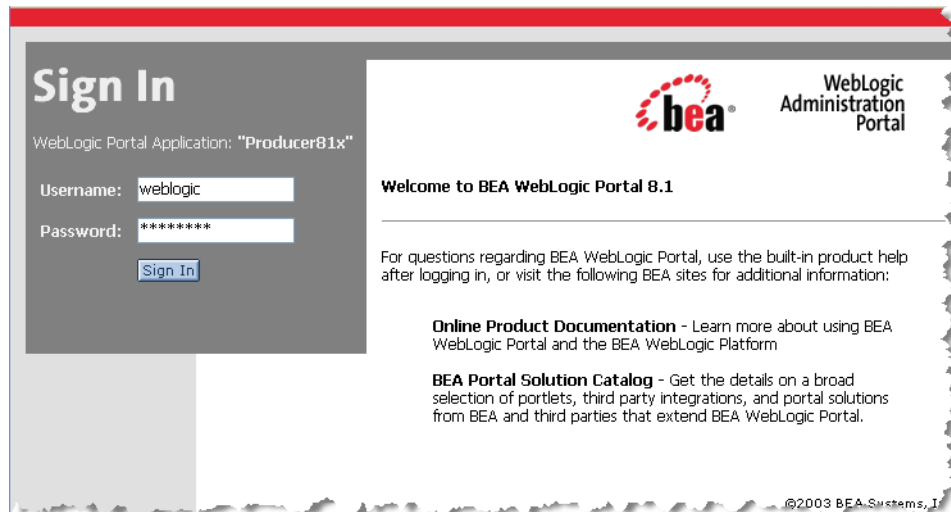 Sign In
WebLogic Portal Application: "Producer81x"
Username: weblogic
Password: ********
Sign In
bea
WebLogic
Administration
Portal
Welcome to BEA WebLogic Portal 8.1
For questions regarding BEA WebLogic Portal, use the built-in product help
after logging in, or visit the following BEA sites for additional information:
Online Product Documentation - Learn more about using BEA
WebLogic Portal and the BEA WebLogic Platform
BEA Portal Solution Catalog - Get the details on a broad
selection of portlets, third party integrations, and portal solutions
from BEA and third parties that extend BEA WebLogic Portal.
©2003 BEA Systems,